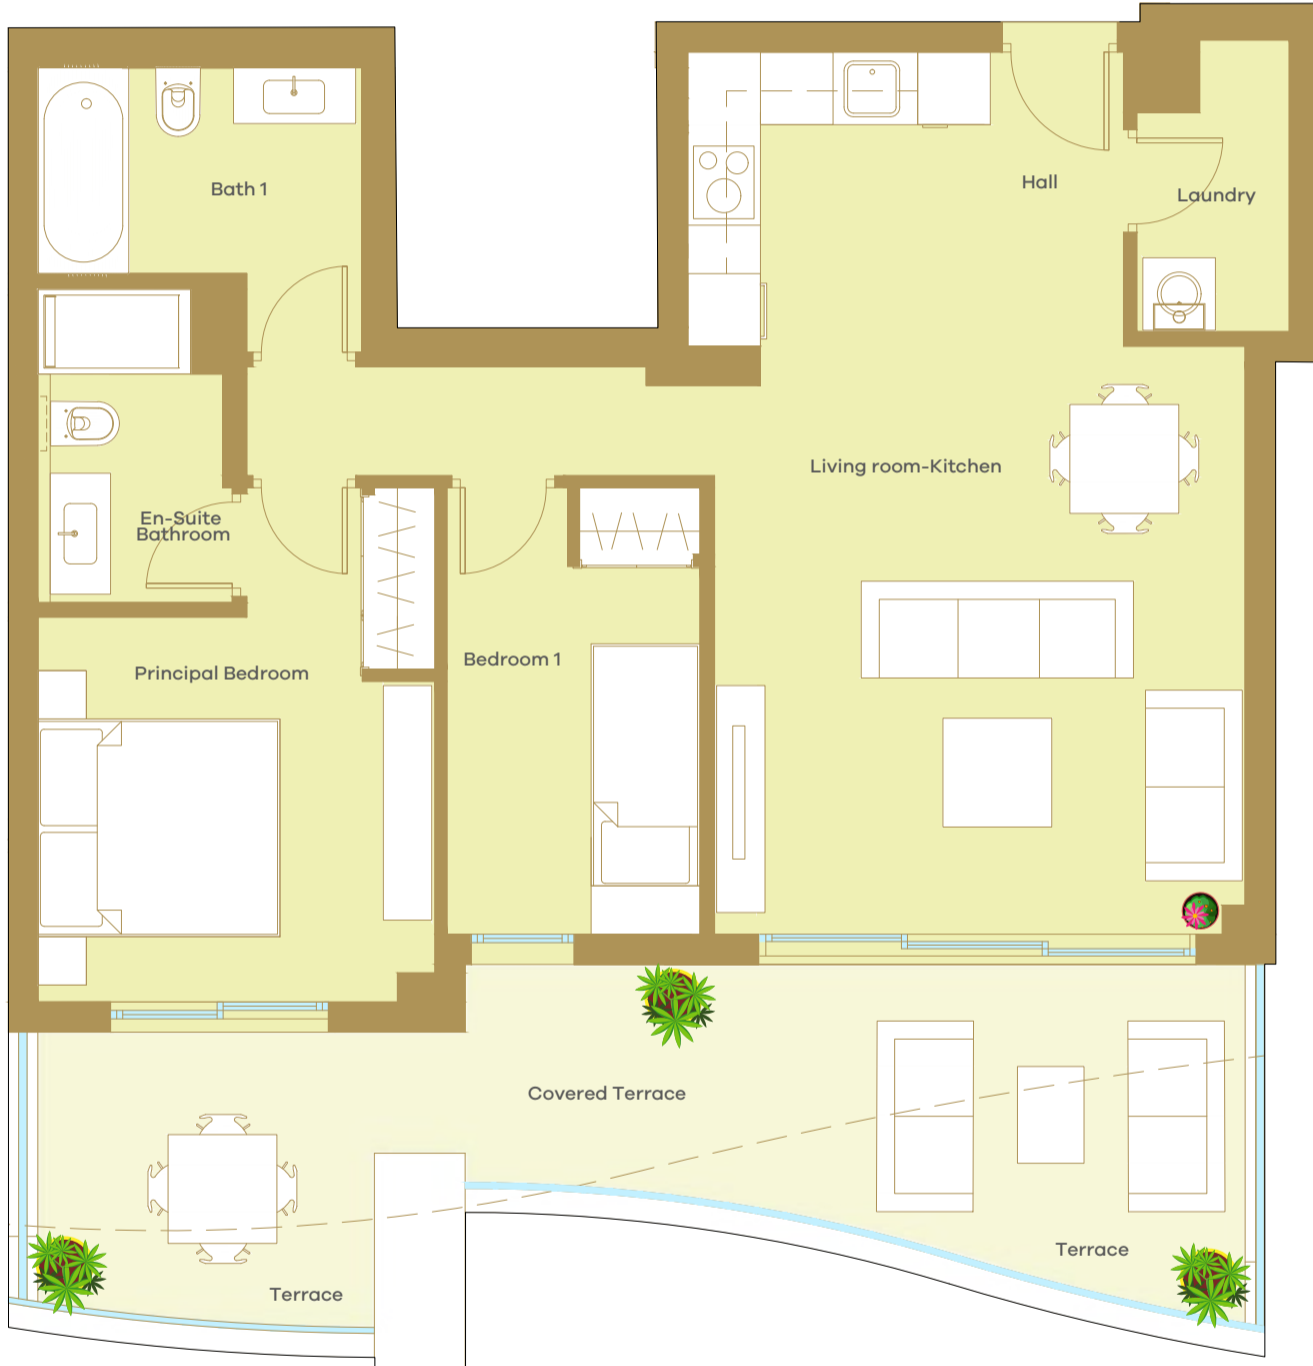 Bath 1
Hall
Laundry
Living room-Kitchen
En-Suite
Bathroom
Principal Bedroom
Bedroom 1
Covered Terrace
Terrace
Terrace